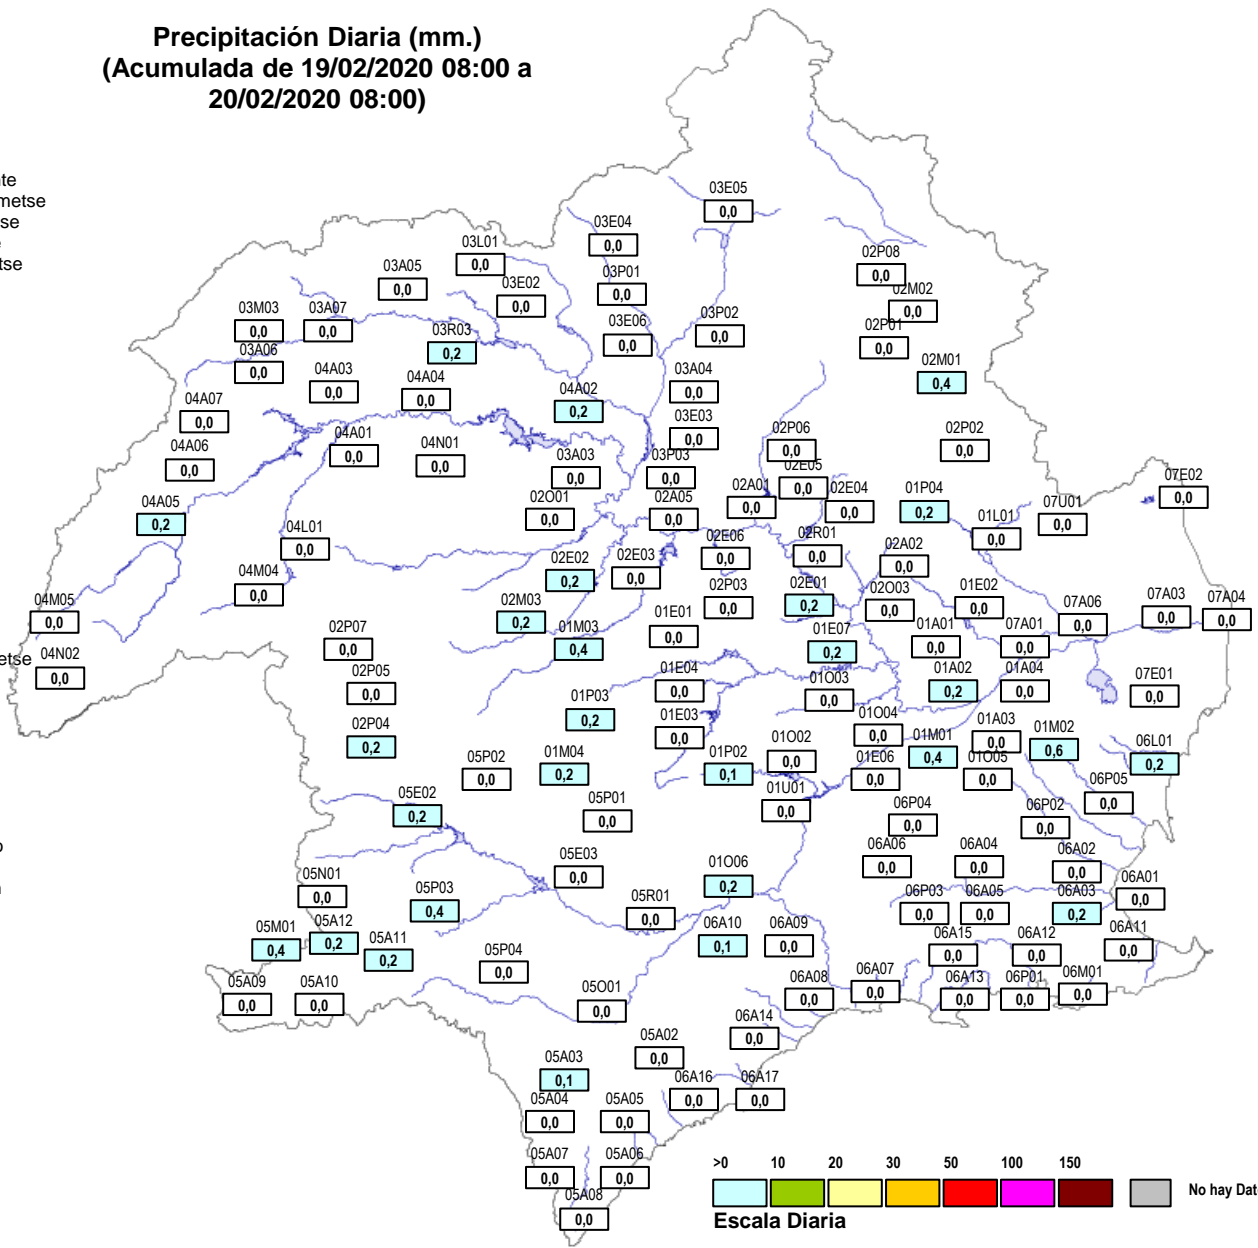 Precipitación Diaria (mm.)
(Acumulada de 19/02/2020 08:00 a
20/02/2020 08:00)
nte
metse
se
e
tse
etse
o
n
03E05
0,0
03E04
0,0
03L01
0,0
02P08
0,0
03A05
0,0
03P01
0,0
03E02
0,0
02M02
0,0
03M03
0,0
03A07
0,0
03P02
0,0
03R03
0,2
03E06
0,0
02P01
0,0
03A06
0,0
02M01
0,4
04A03
0,0
04A04
0,0
03A04
0,0
04A02
0,2
04A07
0,0
03E03
0,0
04A01
0,0
04N01
0,0
02P06
0,0
02P02
0,0
04A06
0,0
03A03
0,0
03P03
0,0
02E05
0,0
07E02
0,0
02A01
0,0
02E04
0,0
01P04
0,2
04A05
0,2
02O01
0,0
02A05
0,0
07U01
0,0
01L01
0,0
04L01
0,0
02E06
0,0
02R01
0,0
02A02
0,0
02E02
0,2
02E03
0,0
04M04
0,0
02P03
0,0
02E01
0,2
02O03
0,0
01E02
0,0
07A03
0,0
07A04
0,0
04M05
0,0
02M03
0,2
07A06
0,0
01E01
0,0
01M03
0,4
02P07
0,0
01E07
0,2
01A01
0,0
07A01
0,0
04N02
0,0
02P05
0,0
01E04
0,0
01O03
0,0
01A02
0,2
01A04
0,0
07E01
0,0
01P03
0,2
01E03
0,0
01O04
0,0
01A03
0,0
02P04
0,2
01M01
0,4
01M02
0,6
06L01
0,2
05P02
0,0
01M04
0,2
01P02
0,1
01O02
0,0
01E06
0,0
01O05
0,0
05E02
0,2
05P01
0,0
01U01
0,0
06P05
0,0
06P04
0,0
06P02
0,0
05E03
0,0
01O06
0,2
06A06
0,0
06A04
0,0
06A02
0,0
05N01
0,0
05P03
0,4
05R01
0,0
06P03
0,0
06A05
0,0
06A03
0,2
06A01
0,0
05M01
0,4
05A12
0,2
05A11
0,2
06A10
0,1
06A09
0,0
06A15
0,0
06A12
0,0
06A11
0,0
05P04
0,0
05A09
0,0
05A10
0,0
05O01
0,0
06A08
0,0
06A07
0,0
06A13
0,0
06P01
0,0
06M01
0,0
06A14
0,0
05A02
0,0
05A03
0,1
06A16
0,0
06A17
0,0
05A04
0,0
05A05
0,0
05A07
0,0
05A06
0,0
05A08
0,0
>0 10 20 30 50 100 150
No hay Dat
Escala Diaria